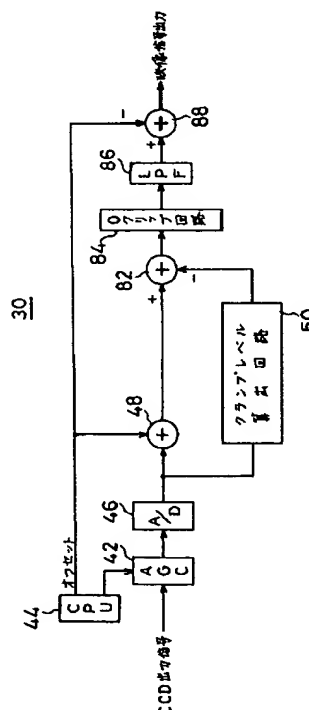 30
44
CPU
オフセット
CCD出力信号
42
AGC
46
A/D
48
+
クランプレベル
算出回路
50
82
+
+
-
84
0クリップ回路
86
LPF
88
+
+
-
映像信号出力